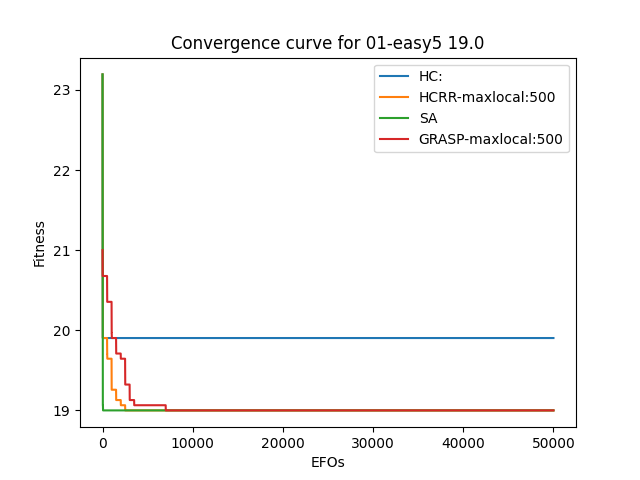 Convergence curve for 01-easy5 19.0
HC:
HCRR-maxlocal:500
SA
GRASP-maxlocal:500
Fitness
23
22
21
20
19
0 10000 20000 30000 40000 50000
EFOs